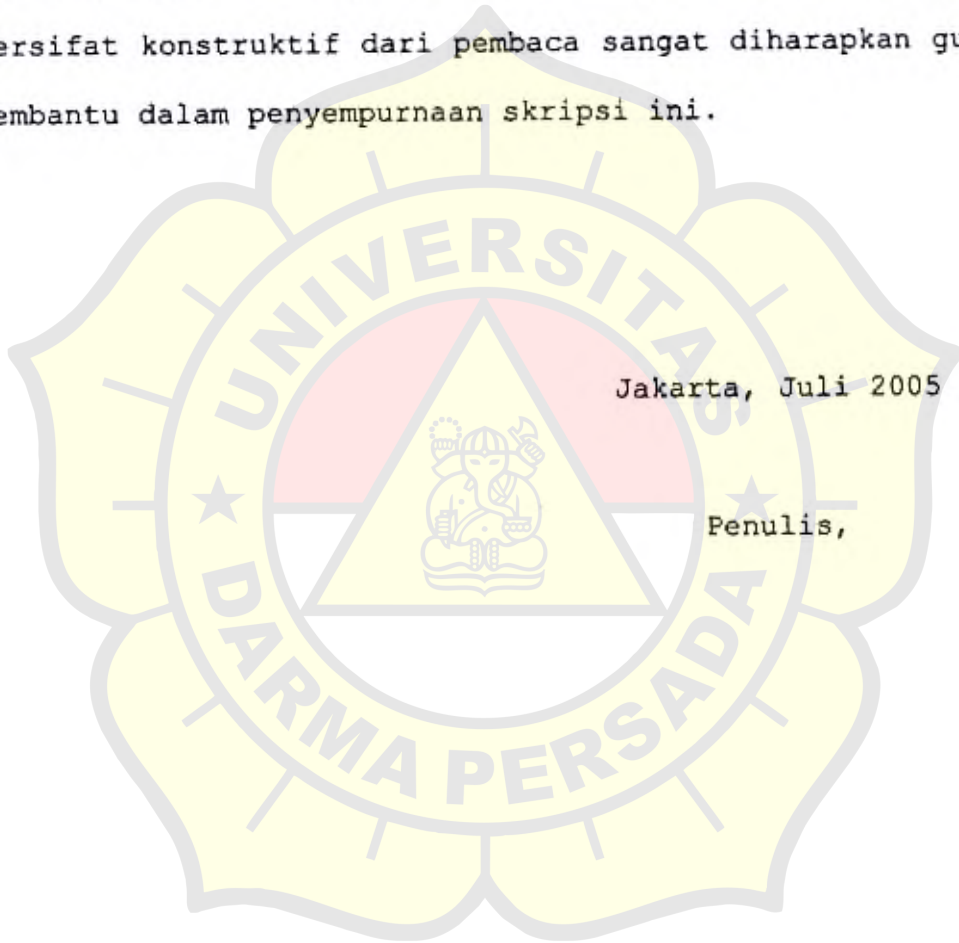 ersifat konstruktif dari pembaca sangat diharapkan gu
embantu dalam penyempurnaan skripsi ini.
UNIVERSITAS
Jakarta, Juli 2005
Penulis,
DARMA PERSADA